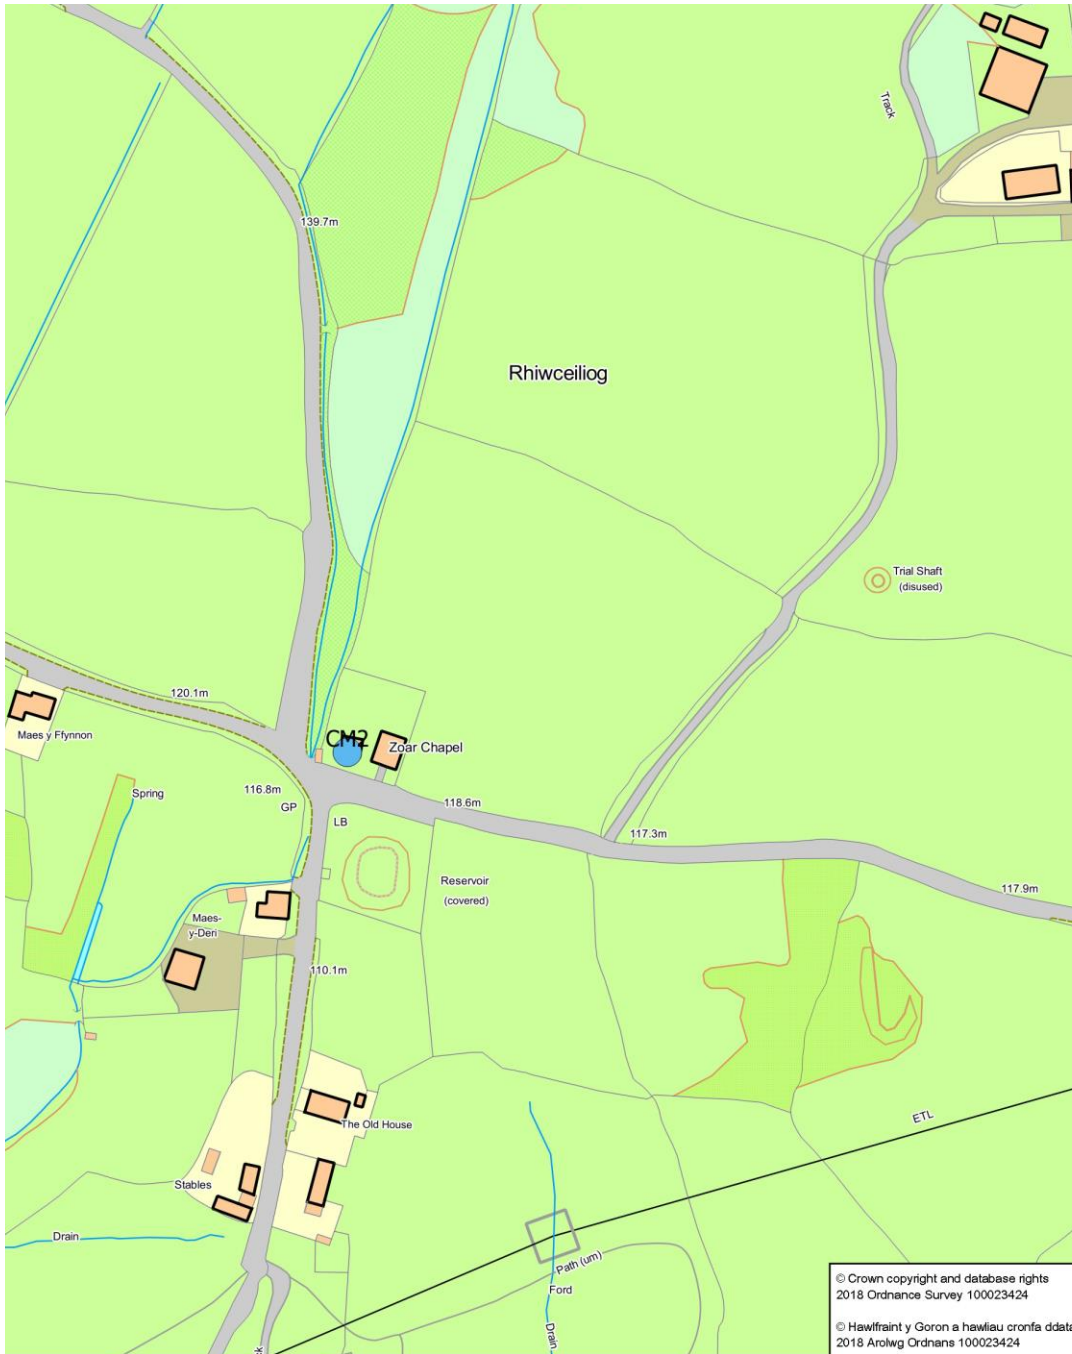 Track
139.7m
Rhiwceiliog
Trial Shaft
(disused)
120.1m
Maes y Ffynnon
CM2
Zoar Chapel
116.8m
Spring
GP
118.6m
LB
117.3m
Reservoir
(covered)
117.9m
Maes-
y-Deri
110.1m
The Old House
ETL
Stables
Drain
Path (um)
Ford
Drain
© Crown copyright and database rights
2018 Ordnance Survey 100023424
© Hawlfraint y Goron a hawliau cronfa ddata
2018 Arolwg Ordnans 100023424